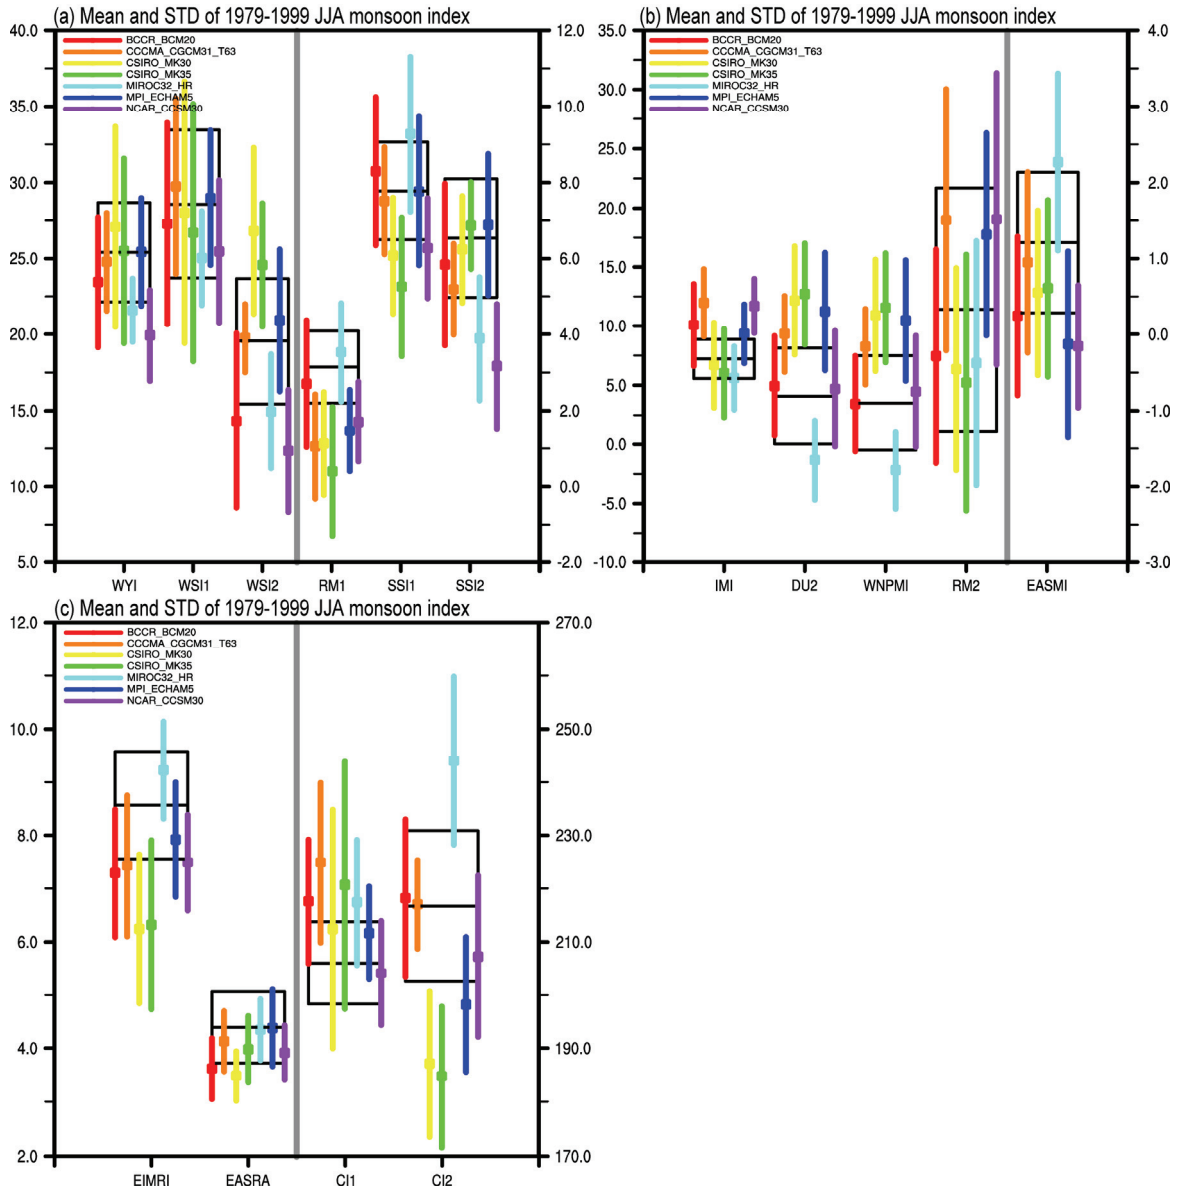 (a) Mean and STD of 1979-1999 JJA monsoon index
40.0
35.0
30.0
25.0
20.0
15.0
10.0
5.0
BCCR_BCM20
CCCMA_CGCM31_T63
CSIRO_MK30
CSIRO_MK35
MIROC32_HR
MPI_ECHAM5
NCAR_CCSM30
12.0
10.0
8.0
6.0
4.0
2.0
0.0
-2.0
WYI WSI1 WSI2 RM1 SSI1 SSI2
(b) Mean and STD of 1979-1999 JJA monsoon index
35.0
30.0
25.0
20.0
15.0
10.0
5.0
0.0
-5.0
-10.0
BCCR_BCM20
CCCMA_CGCM31_T63
CSIRO_MK30
CSIRO_MK35
MIROC32_HR
MPI_ECHAM5
NCAR_CCSM30
4.0
3.0
2.0
1.0
0.0
-1.0
-2.0
-3.0
IMI DU2 WNPMI RM2 EASMI
(c) Mean and STD of 1979-1999 JJA monsoon index
12.0
10.0
8.0
6.0
4.0
2.0
BCCR_BCM20
CCCMA_CGCM31_T63
CSIRO_MK30
CSIRO_MK35
MIROC32_HR
MPI_ECHAM5
NCAR_CCSM30
270.0
250.0
230.0
210.0
190.0
170.0
EIMRI EASRA CI1 CI2